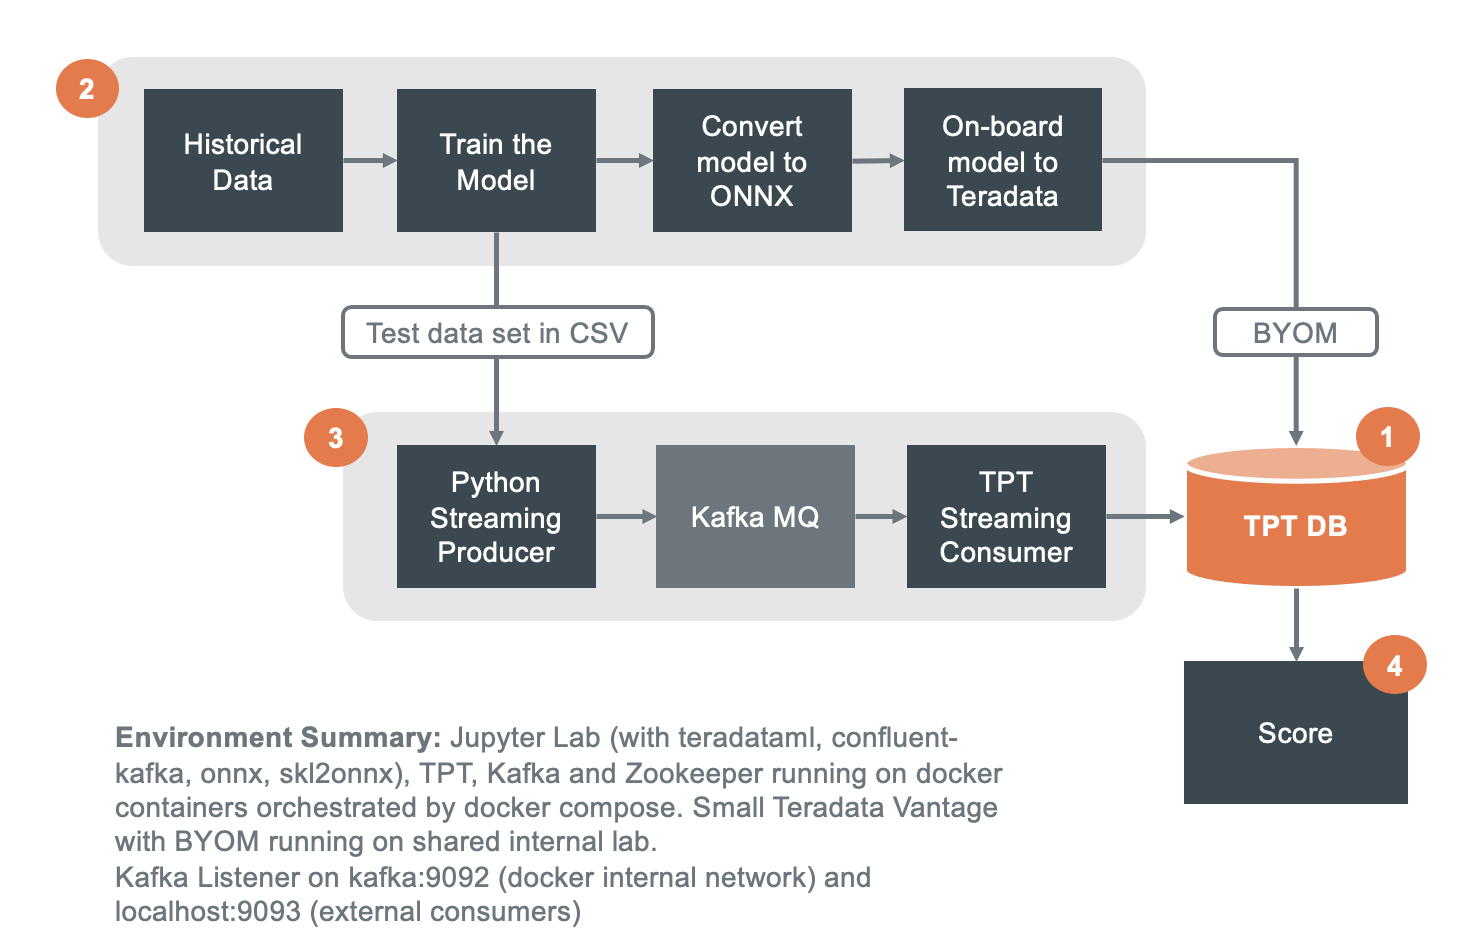 2
Historical
Data
Train the
Model
Convert
model to
ONNX
On-board
model to
Teradata
Test data set in CSV
BYOM
3
Python
Streaming
Producer
Kafka MQ
TPT
Streaming
Consumer
1
TPT DB
4
Score
Environment Summary: Jupyter Lab (with teradataml, confluent-
kafka, onnx, skl2onnx), TPT, Kafka and Zookeeper running on docker
containers orchestrated by docker compose. Small Teradata Vantage
with BYOM running on shared internal lab.
Kafka Listener on kafka:9092 (docker internal network) and
localhost:9093 (external consumers)